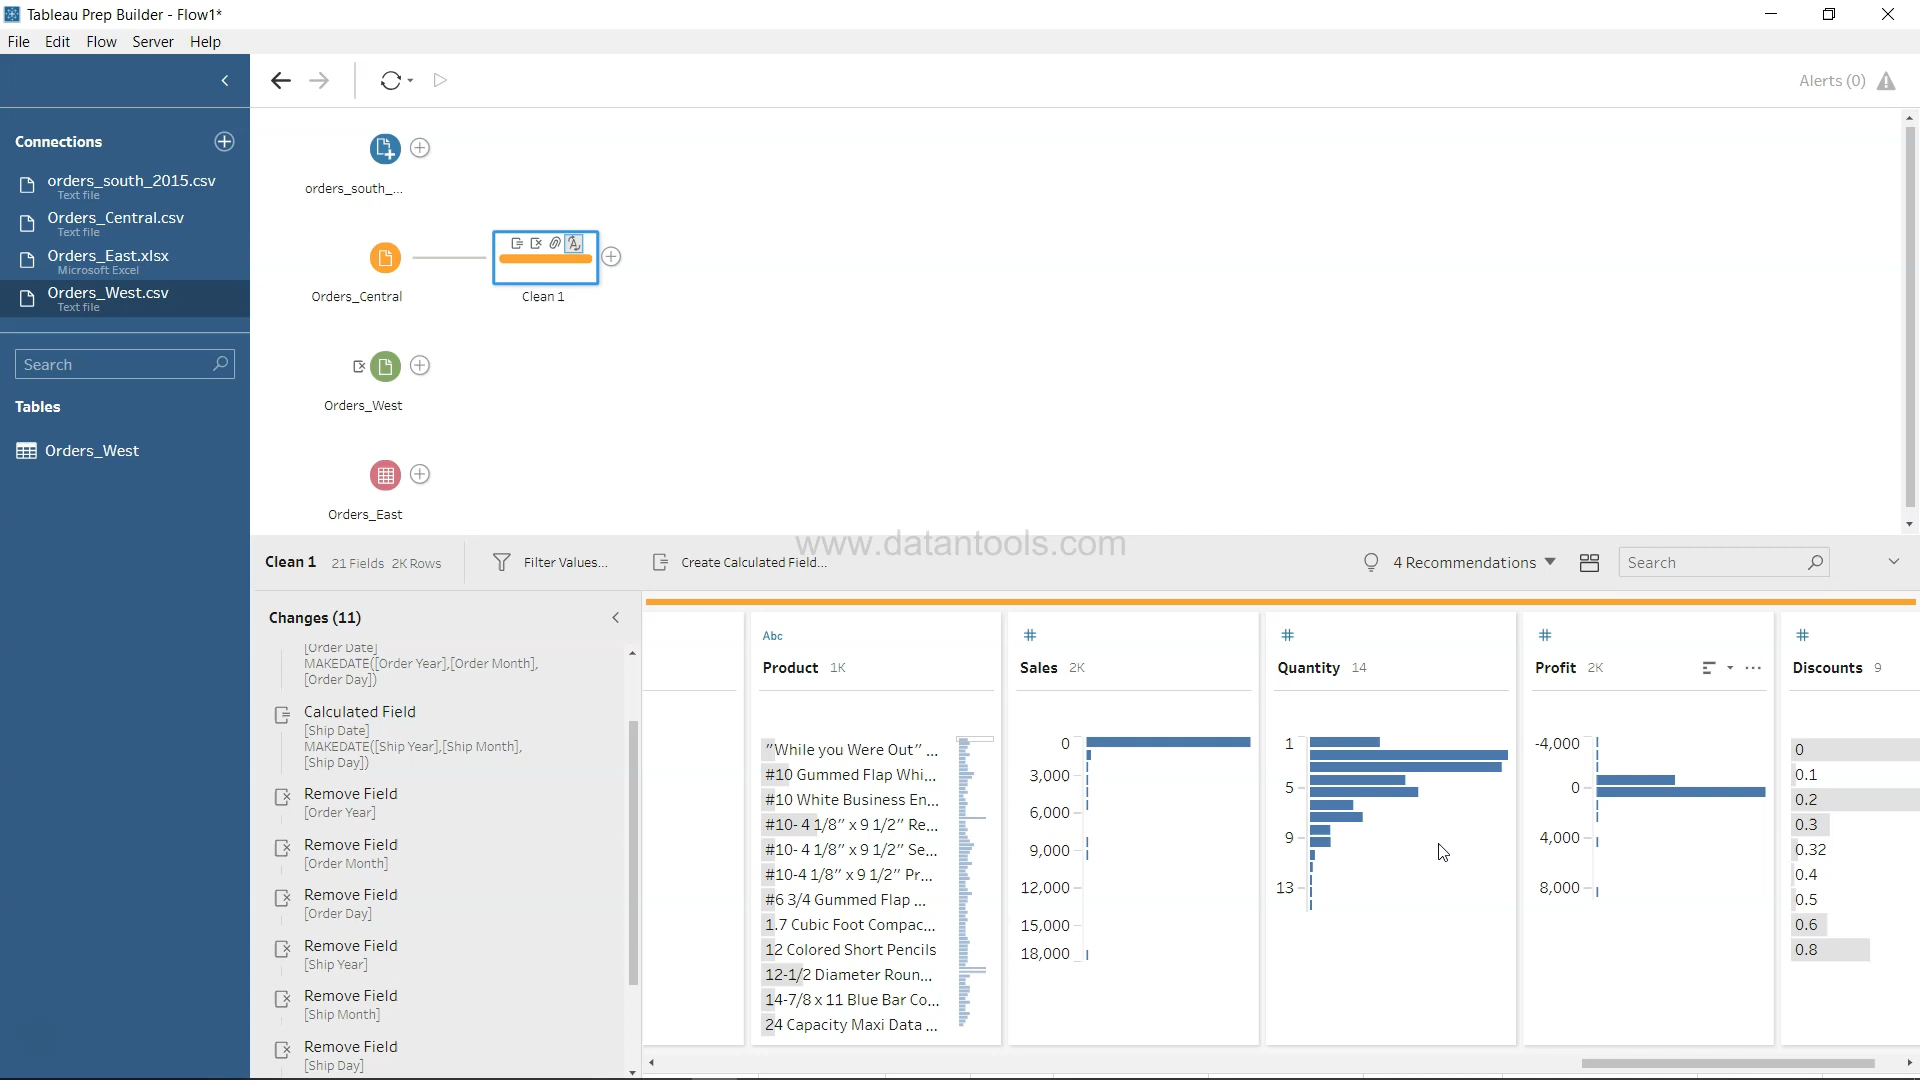 Tableau Prep Builder - Flow1*
File Edit Flow Server Help
Alerts (0)
Connections
orders_south_2015.csv
Text file
Orders_Central.csv
Text file
Orders_East.xlsx
Microsoft Excel
Orders_West.csv
Text file
Search
Tables
Orders_West
orders_south_...
Orders_Central
Clean 1
Orders_West
Orders_East
www.datantools.com
Clean 1 21 Fields 2K Rows
Filter Values...
Create Calculated Field...
4 Recommendations
Search
Changes (11)
[Order Date]
MAKEDATE([Order Year],[Order Month],
[Order Day])
Calculated Field
[Ship Date]
MAKEDATE([Ship Year],[Ship Month],
[Ship Day])
Remove Field
[Order Year]
Remove Field
[Order Month]
Remove Field
[Order Day]
Remove Field
[Ship Year]
Remove Field
[Ship Month]
Remove Field
[Ship Day]
Abc
Product 1K
"While you Were Out" ...
#10 Gummed Flap Whi...
#10 White Business En...
#10- 4 1/8" x 9 1/2" Re...
#10- 4 1/8" x 9 1/2" Se...
#10-4 1/8" x 9 1/2" Pr...
#6 3/4 Gummed Flap ...
1.7 Cubic Foot Compac...
12 Colored Short Pencils
12-1/2 Diameter Roun...
14-7/8 x 11 Blue Bar Co...
24 Capacity Maxi Data ...
#
Sales 2K
0
3,000
6,000
9,000
12,000
15,000
18,000
#
Quantity 14
1
5
9
13
#
Profit 2K
-4,000
0
4,000
8,000
#
Discounts 9
0
0.1
0.2
0.3
0.32
0.4
0.5
0.6
0.8